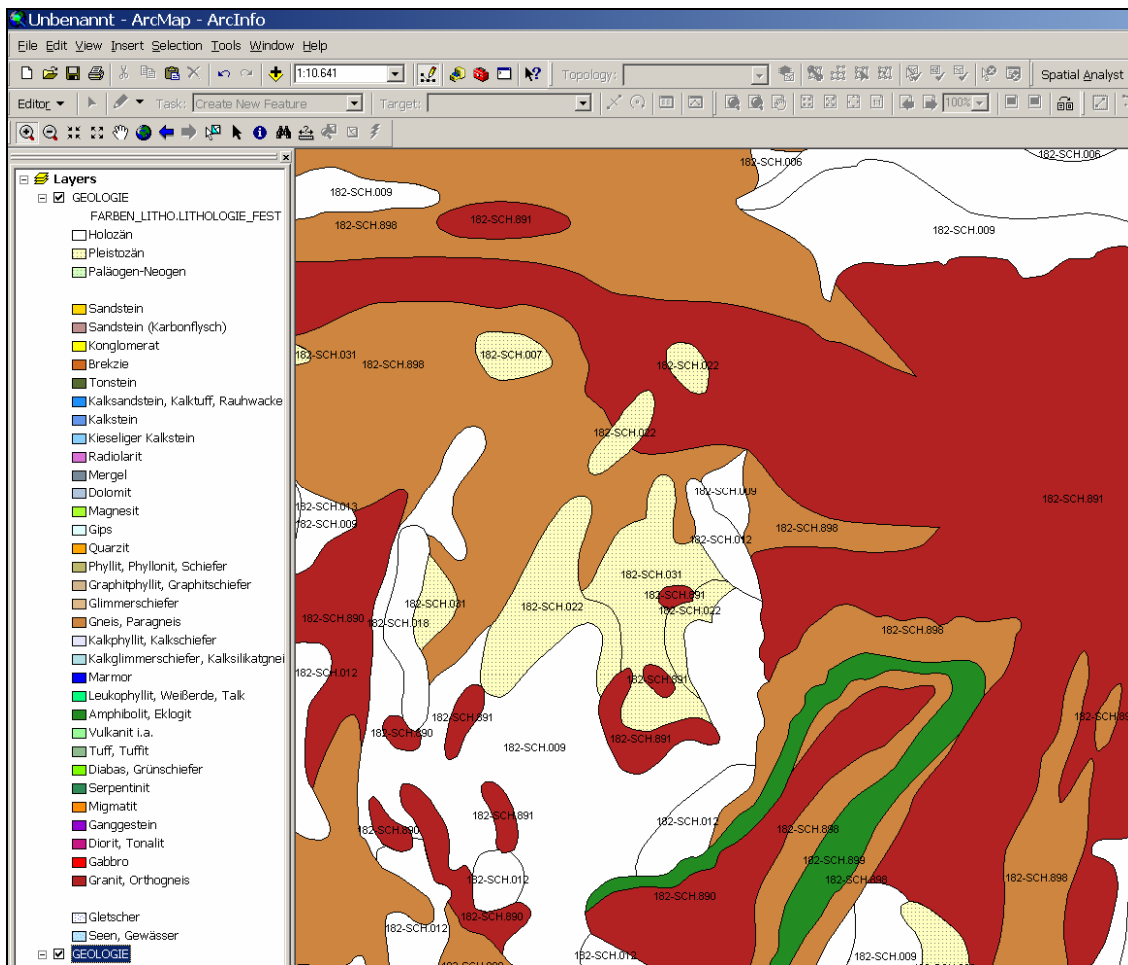 Unbenannt - ArcMap - ArcInfo
File Edit View Insert Selection Tools Window Help
1:10.641 Topology: Spatial Analyst
Editor Task: Create New Feature Target: 100%
Layers
GEOLOGIE
FARBEN_LITHO.LITHOLOGIE_FEST
Holozän
Pleistozän
Paläogen-Neogen
Sandstein
Sandstein (Karbonflysch)
Konglomerat
Brekzie
Tonstein
Kalksandstein, Kalktuff, Rauhwacke
Kalkstein
Kieseliger Kalkstein
Radiolarit
Mergel
Dolomit
Magnesit
Gips
Quarzit
Phyllit, Phyllonit, Schiefer
Graphitphyllit, Graphitschiefer
Glimmerschiefer
Gneis, Paragneis
Kalkphyllit, Kalkschiefer
Kalkglimmerschiefer, Kalksilikatgnei
Marmor
Leukophyllit, Weißerde, Talk
Amphibolit, Eklogit
Vulkanit i.a.
Tuff, Tuffit
Diabas, Grünschiefer
Serpentinit
Migmatit
Ganggestein
Diorit, Tonalit
Gabbro
Granit, Orthogneis
Gletscher
Seen, Gewässer
GEOLOGIE
182-SCH.006
182-SCH.006
182-SCH.009
182-SCH.891
182-SCH.898
182-SCH.009
182-SCH.031
182-SCH.898
182-SCH.007
182-SCH.022
182-SCH.022
182-SCH.009
182-SCH.013
182-SCH.009
182-SCH.891
182-SCH.898
182-SCH.012
182-SCH.031
182-SCH.891
182-SCH.031
182-SCH.022
182-SCH.022
182-SCH.890
182-SCH.018
182-SCH.898
182-SCH.012
182-SCH.891
182-SCH.891
182-SCH.890
182-SCH.891
182-SCH.009
182-SCH.89
182-SCH.891
182-SCH.012
182-SCH.890
182-SCH.898
182-SCH.899
182-SCH.012
182-SCH.898
182-SCH.898
182-SCH.890
182-SCH.890
182-SCH.012
182-SCH.012
182-SCH.009